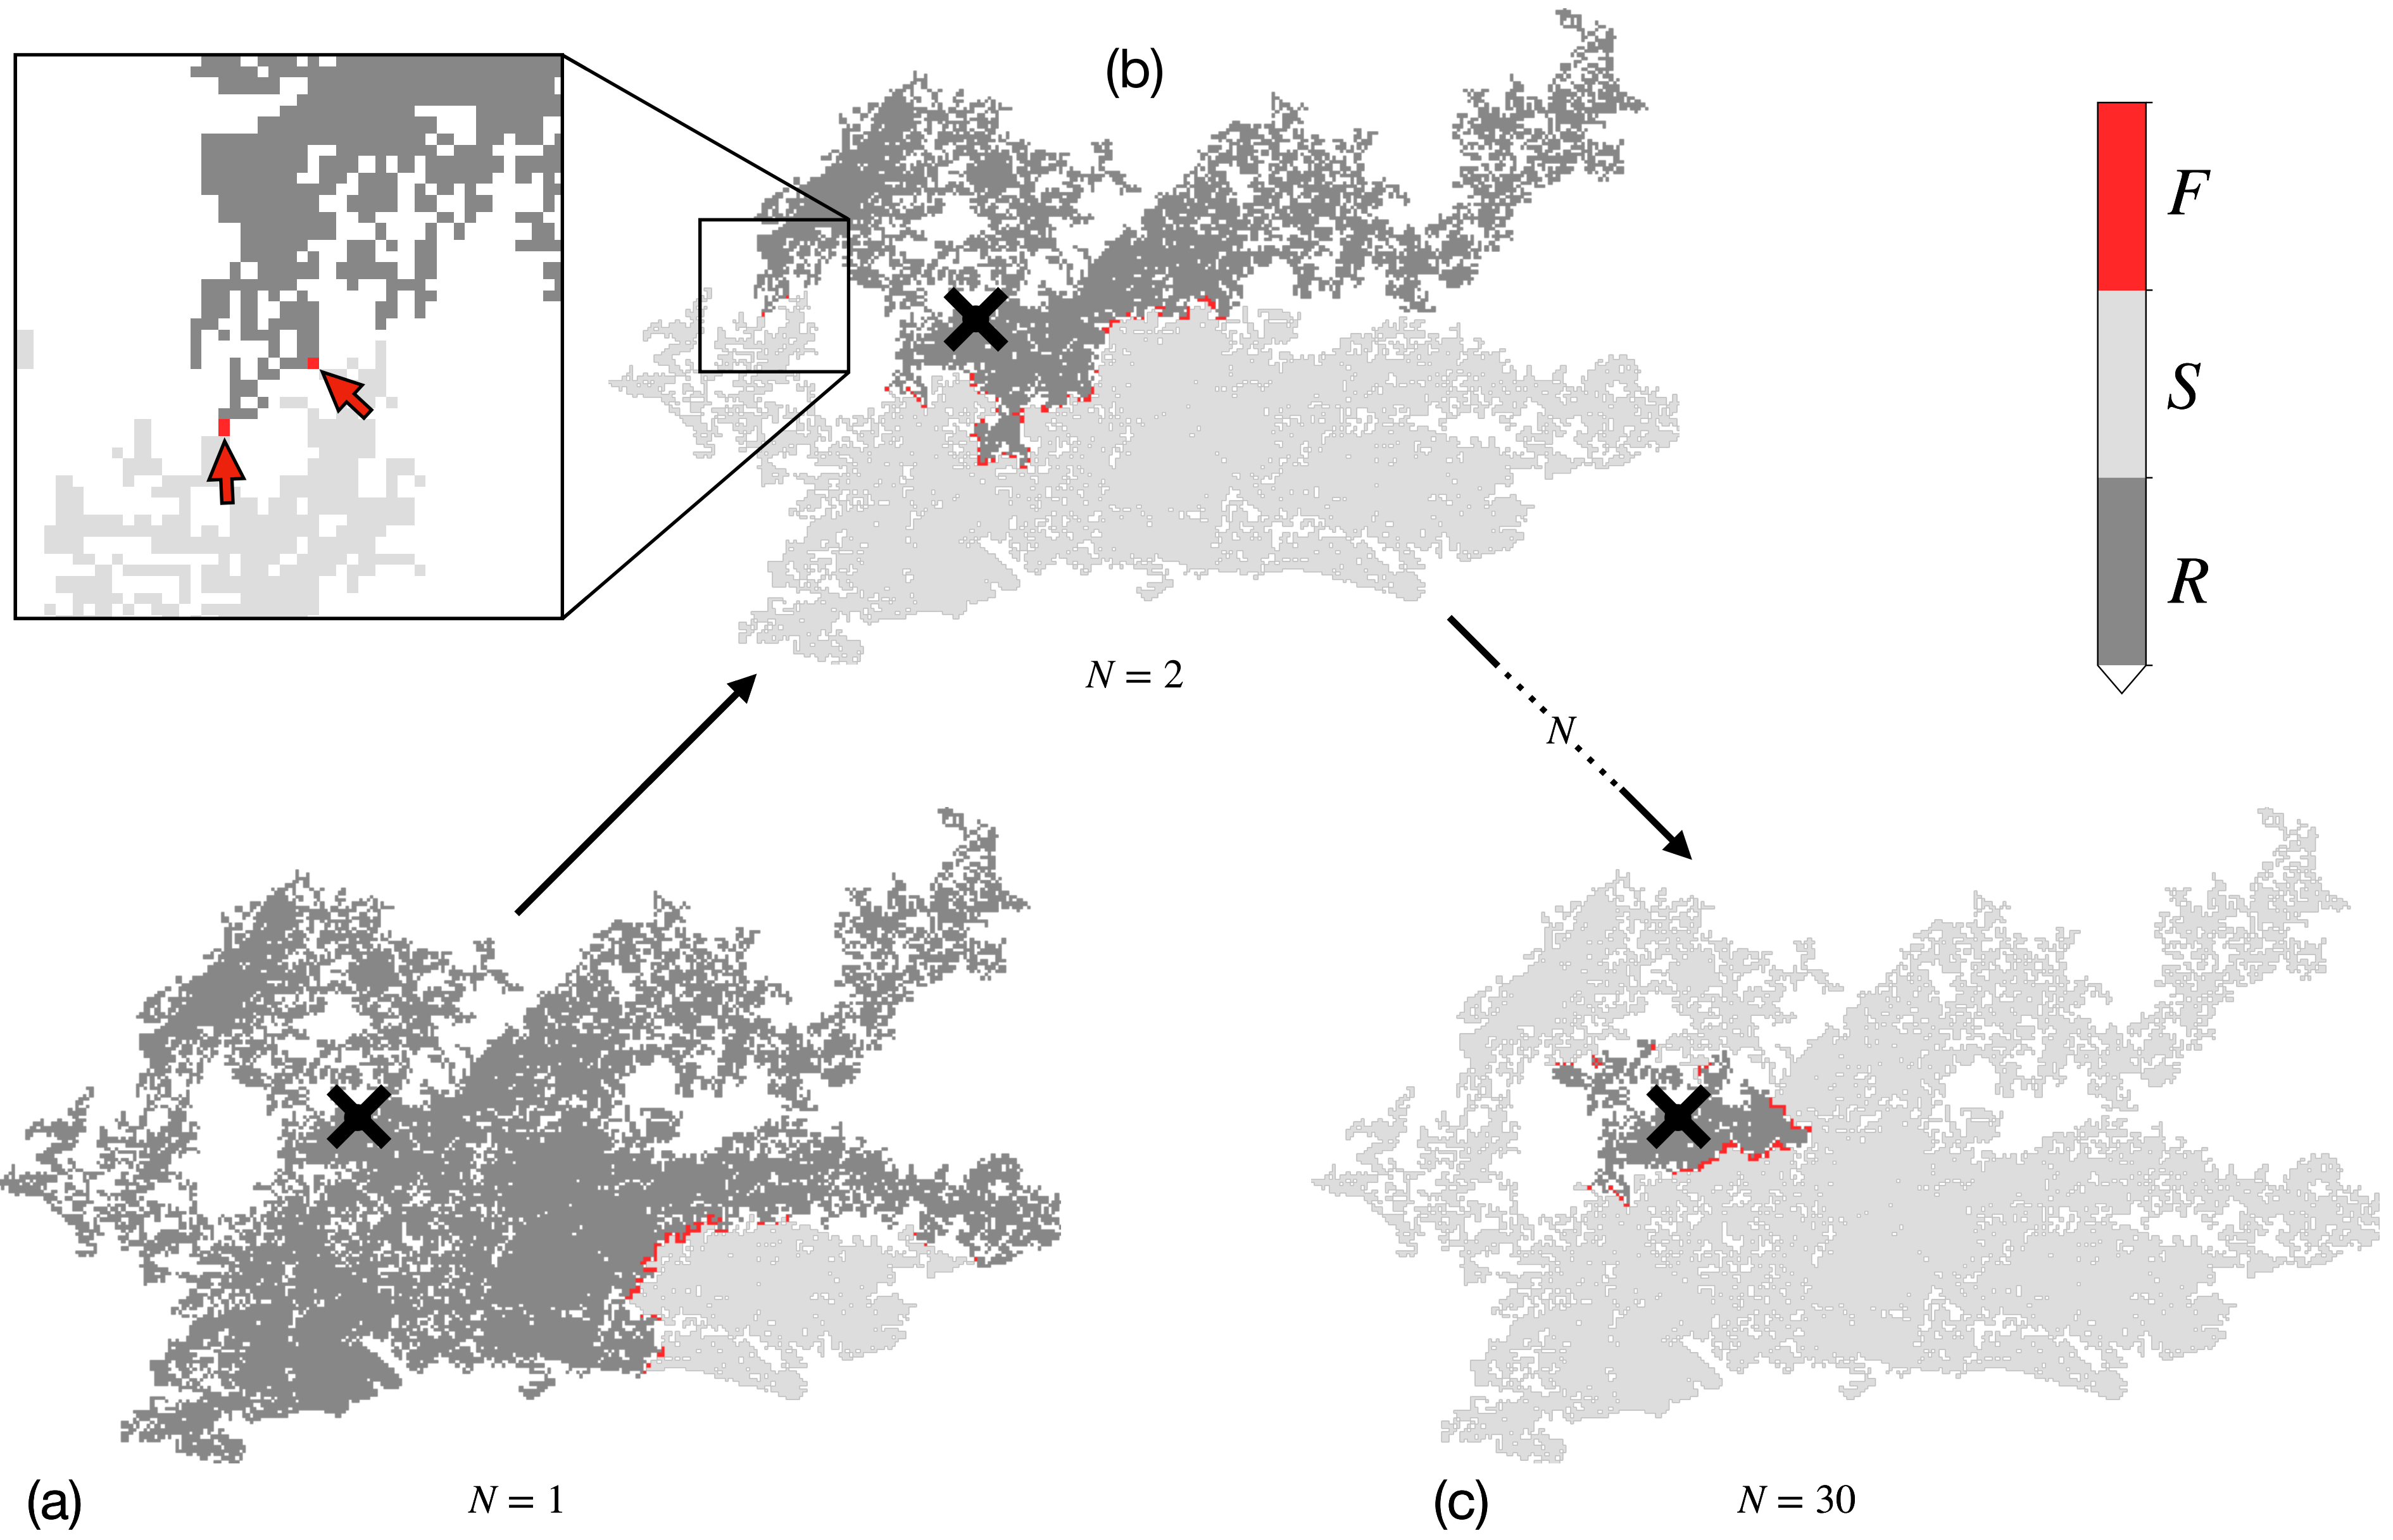 (b)
F
S
R
N = 2
N
(a)
N = 1
(c)
N = 30